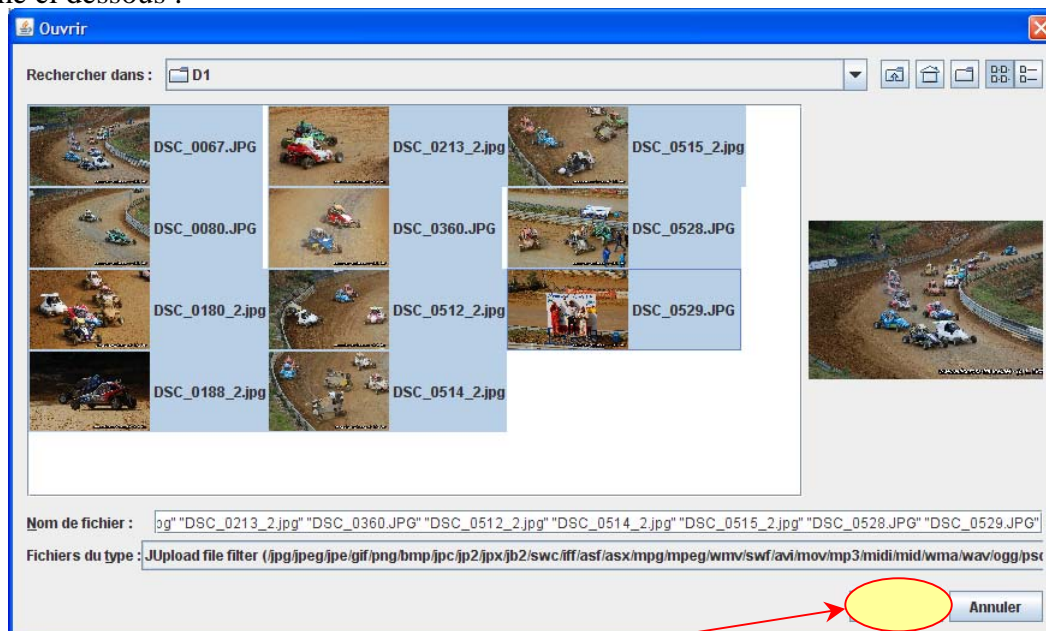 Ouvrir
Rechercher dans : D1
DSC_0067.JPG DSC_0213_2.jpg DSC_0515_2.jpg
DSC_0080.JPG DSC_0360.JPG DSC_0528.JPG
DSC_0180_2.jpg DSC_0512_2.jpg DSC_0529.JPG
DSC_0188_2.jpg DSC_0514_2.jpg
Nom de fichier : "DSC_0213_2.jpg" "DSC_0360.JPG" "DSC_0512_2.jpg" "DSC_0514_2.jpg" "DSC_0515_2.jpg" "DSC_0528.JPG" "DSC_0529.JPG"
Fichiers du type : JUpload file filter (/jpg/jpeg/jpe/gif/png/bmp/jpc/jp2/jpx/jb2/swc/iff/asf/asx/mpg/mpeg/wmv/swf/avi/mov/mp3/midi/mid/wma/wav/ogg/
Annuler